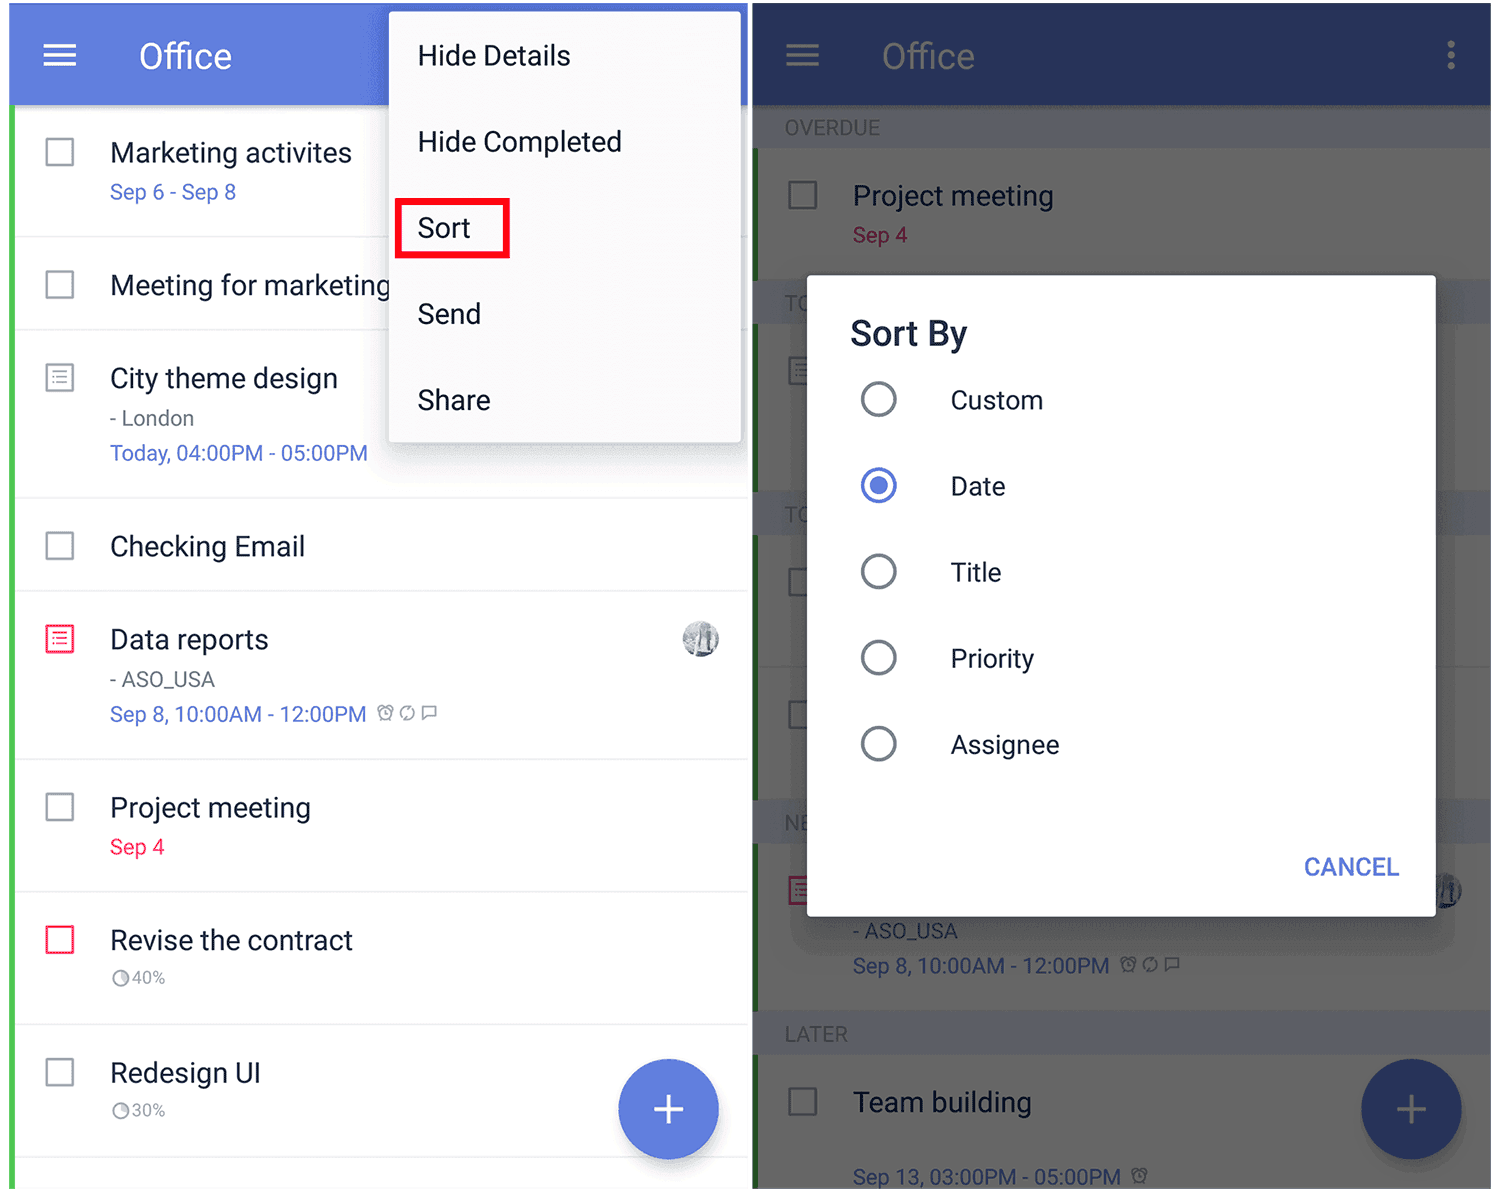 Office
Hide Details
Hide Completed
Sort
Send
Share
Marketing activites
Sep 6 - Sep 8
Meeting for marketing
City theme design
- London
Today, 04:00PM - 05:00PM
Checking Email
Data reports
- ASO_USA
Sep 8, 10:00AM - 12:00PM
Project meeting
Sep 4
Revise the contract
40%
Redesign UI
30%
Office
OVERDUE
Project meeting
Sep 4
TO
TO
NE
Sort By
Custom
Date
Title
Priority
Assignee
CANCEL
- ASO_USA
Sep 8, 10:00AM - 12:00PM
LATER
Team building
Sep 13, 03:00PM - 05:00PM